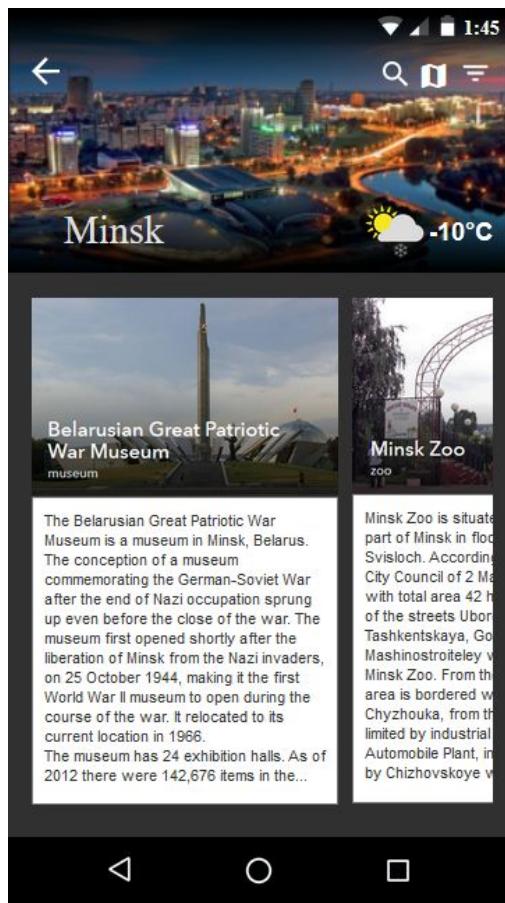 1:45
Minsk
-10°C
Belarusian Great Patriotic
War Museum
museum
The Belarusian Great Patriotic War
Museum is a museum in Minsk, Belarus.
The conception of a museum
commemorating the German-Soviet War
after the end of Nazi occupation sprung
up even before the close of the war. The
museum first opened shortly after the
liberation of Minsk from the Nazi invaders,
on 25 October 1944, making it the first
World War II museum to open during the
course of the war. It relocated to its
current location in 1966.
The museum has 24 exhibition halls. As of
2012 there were 142,676 items in the...
Minsk Zoo
zoo
Minsk Zoo is situate
part of Minsk in floo
Svisloch. According
City Council of 2 Ma
with total area 42 h
of the streets Ubor
Tashkentskaya, Go
Mashinostroiteley v
Minsk Zoo. From th
area is bordered w
Chyzhouka, from th
limited by industrial
Automobile Plant, in
by Chizhovskoye v